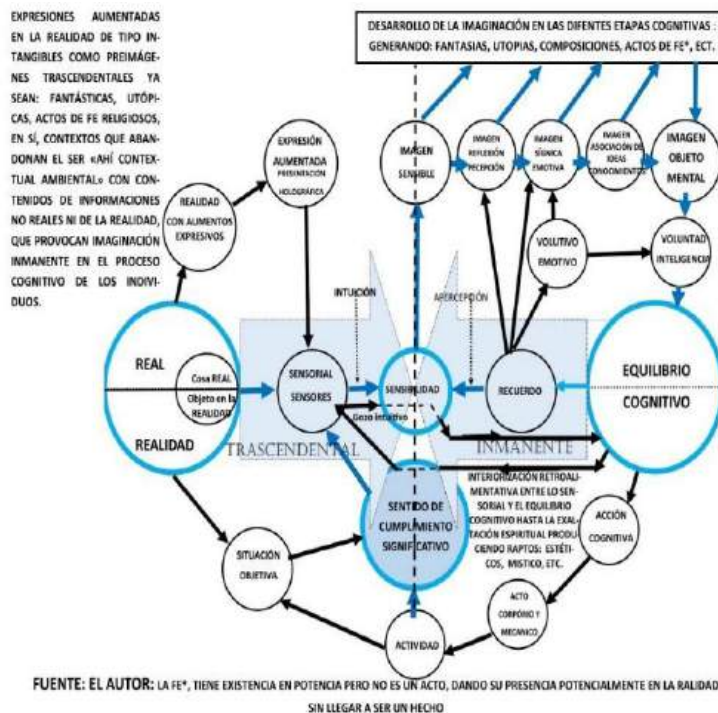 EXPRESIONES AUMENTADAS
EN LA REALIDAD DE TIPO IN-
TANGIBLES COMO PREIMÁGE-
NES TRASCENDENTALES YA
SEAN: FANTÁSTICAS, UTÓPI-
CAS, ACTOS DE FE RELIGIOSOS,
EN SÍ, CONTEXTOS QUE ABAN-
DONAN EL SER «AHÍ CONTEX-
TUAL AMBIENTAL» CON CON-
TENIDOS DE INFORMACIONES
NO REALES NI DE LA REALIDAD,
QUE PROVOCAN IMAGINACIÓN
INMANENTE EN EL PROCESO
COGNITIVO DE LOS INDIVI-
DUOS.
DESARROLLO DE LA IMAGINACIÓN EN LAS DIFENTES ETAPAS COGNITIVAS :
GENERANDO: FANTASIAS, UTOPIAS, COMPOSICIONES, ACTOS DE FE*, ECT.
EXPRESIÓN
AUMENTADA
PRESENTACIÓN
HOLOGRÁFICA
REALIDAD
CON AUMENTOS
EXPRESIVOS
IMAGEN
SENSIBLE
IMAGEN
REFLEXIÓN
PECEPCIÓN
IMAGEN
SÍGNICA
EMOTIVA
IMAGEN
ASOCIACIÓN DE
IDEAS
CONOCIMIENTOS
IMAGEN
OBJETO
MENTAL
VOLUTIVO
EMOTIVO
VOLUNTAD
INTELIGENCIA
INTUICIÓN
APERCEPCIÓN
REAL
REALIDAD
Cosa REAL
Objeto en la
REALIDAD
SENSORIAL
SENSORES
SENSIBILIDAD
RECUERDO
EQUILIBRIO
COGNITIVO
Gozo intuitivo
TRASCENDENTAL
INMANENTE
SENTIDO DE
CUMPLIMIENTO
SIGNIFICATIVO
INTERIORIZACIÓN RETROALI-
MENTATIVA ENTRE LO SEN-
SORIAL Y EL EQUILIBRIO
COGNITIVO HASTA LA EXAL-
TACIÓN ESPIRITUAL PRODU-
CIENDO RAPTOS: ESTÉTI-
COS, MISTICO, ETC.
SITUACIÓN
OBJETIVA
ACCIÓN
COGNITIVA
ACTO
CORPÓRIO Y
MECANICO
ACTIVIDAD
FUENTE: EL AUTOR: LA FE*, TIENE EXISTENCIA EN POTENCIA PERO NO ES UN ACTO, DANDO SU PRESENCIA POTENCIALMENTE EN LA RALIDAD
SIN LLEGAR A SER UN HECHO